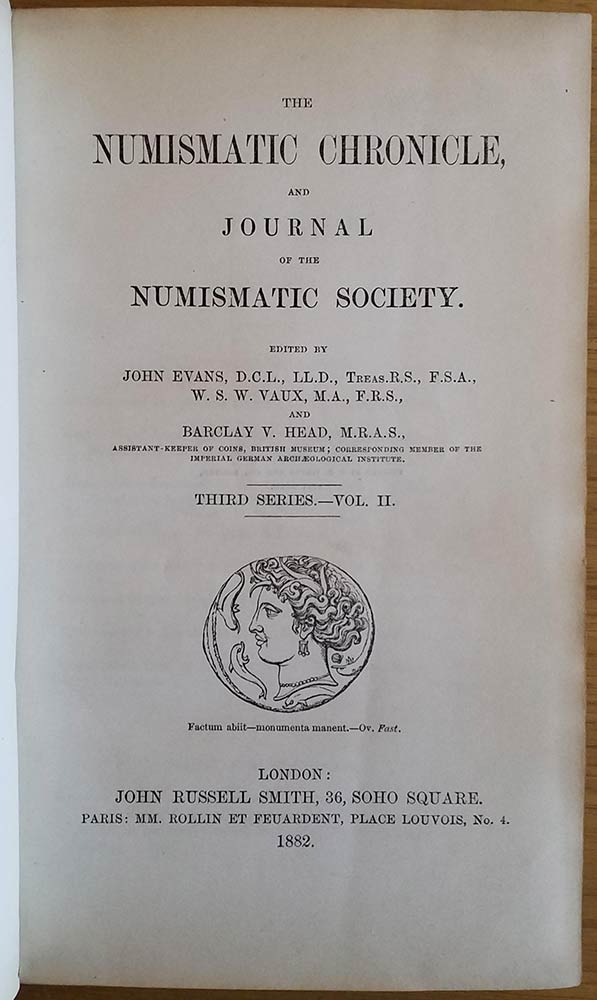 THE
NUMISMATIC CHRONICLE,
AND
JOURNAL
OF THE
NUMISMATIC SOCIETY.
EDITED BY
JOHN EVANS, D.C.L., LL.D., TREAS.R.S., F.S.A.,
W. S. W. VAUX, M.A., F.R.S.,
AND
BARCLAY V. HEAD, M.R.A.S.,
ASSISTANT-KEEPER OF COINS, BRITISH MUSEUM; CORRESPONDING MEMBER OF THE
IMPERIAL GERMAN ARCHÆOLOGICAL INSTITUTE.
THIRD SERIES.—VOL. II.
Factum abiit—monumenta manent.—Ov. Fast.
LONDON:
JOHN RUSSELL SMITH, 36, SOHO SQUARE.
PARIS: MM. ROLLIN ET FEUARDENT, PLACE LOUVOIS, No. 4.
1882.